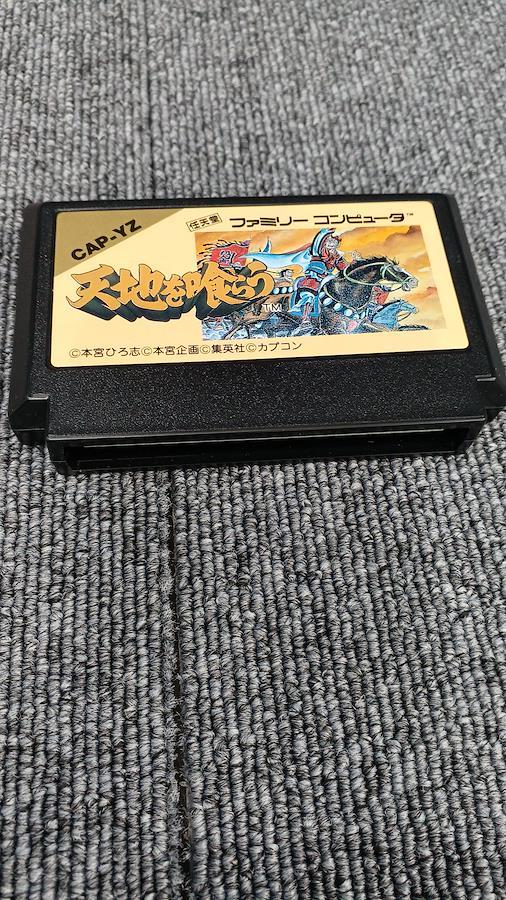 CAP-YZ
任天堂 ファミリー コンピュータ™
天地を喰らう
TM
©本宮ひろ志©本宮企画©集英社©カプコン